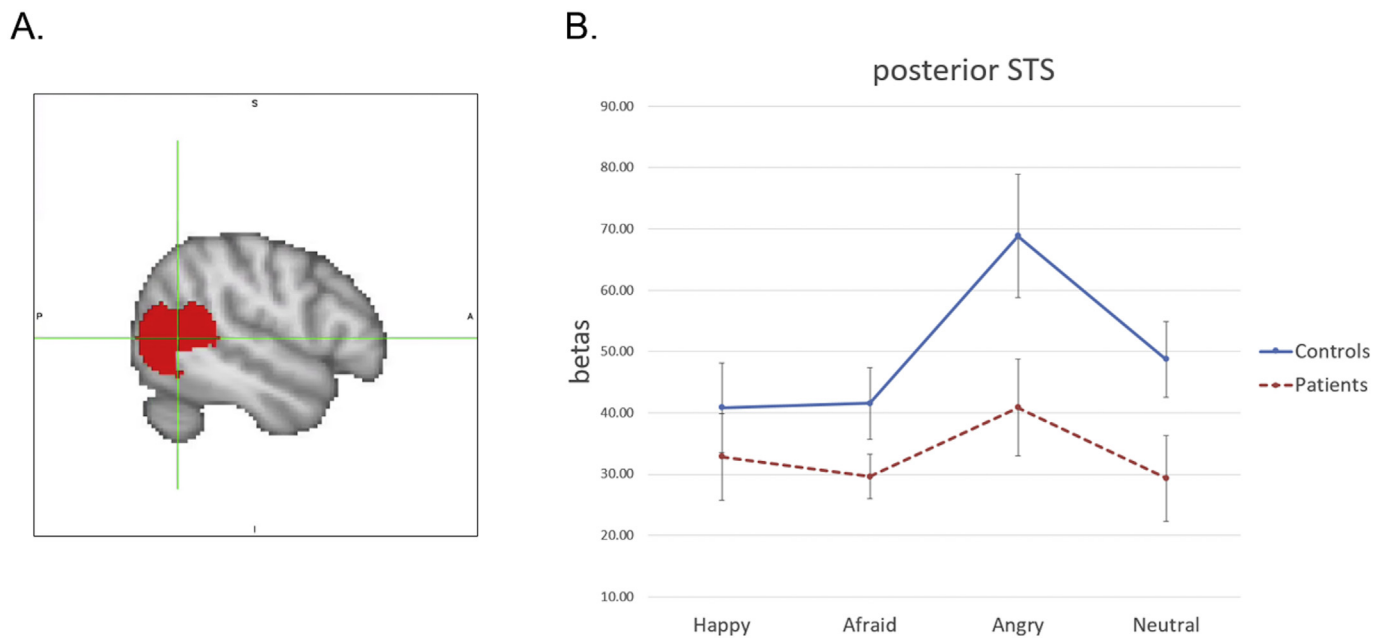 A.
S
P
A
I
B.
posterior STS
90.00
80.00
70.00
60.00
50.00
40.00
30.00
20.00
10.00
betas
Happy Afraid Angry Neutral
Controls
Patients